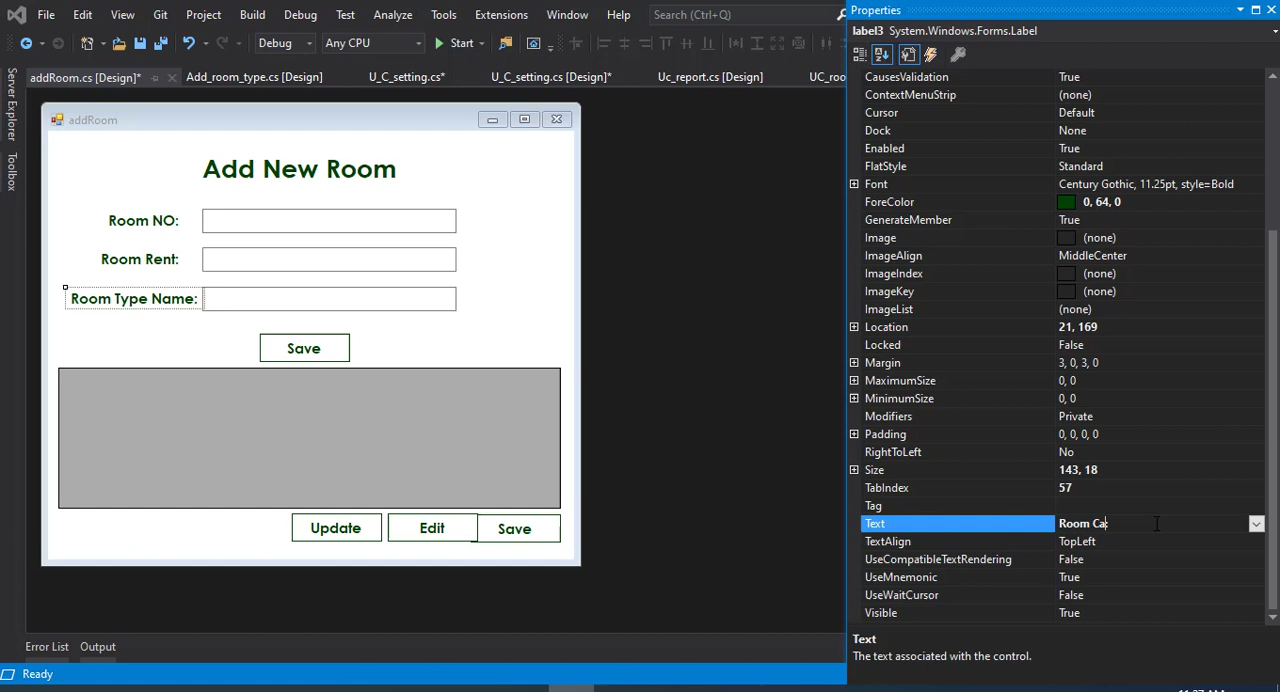 File Edit View Git Project Build Debug Test Analyze Tools Extensions Window Help Search (Ctrl+Q)
Debug Any CPU Start
addRoom.cs [Design]* Add_room_type.cs [Design] U_C_setting.cs* U_C_setting.cs [Design]* Uc_report.cs [Design] UC_roo
Server Explorer
Toolbox
addRoom
Add New Room
Room NO:
Room Rent:
Room Type Name:
Save
Update Edit Save
Error List Output
Ready
Properties
label3 System.Windows.Forms.Label
CausesValidation True
ContextMenuStrip (none)
Cursor Default
Dock None
Enabled True
FlatStyle Standard
Font Century Gothic, 11.25pt, style=Bold
ForeColor 0, 64, 0
GenerateMember True
Image (none)
ImageAlign MiddleCenter
ImageIndex (none)
ImageKey (none)
ImageList (none)
Location 21, 169
Locked False
Margin 3, 0, 3, 0
MaximumSize 0, 0
MinimumSize 0, 0
Modifiers Private
Padding 0, 0, 0, 0
RightToLeft No
Size 143, 18
TabIndex 57
Tag
Text Room Ca:
TextAlign TopLeft
UseCompatibleTextRendering False
UseMnemonic True
UseWaitCursor False
Visible True
Text
The text associated with the control.